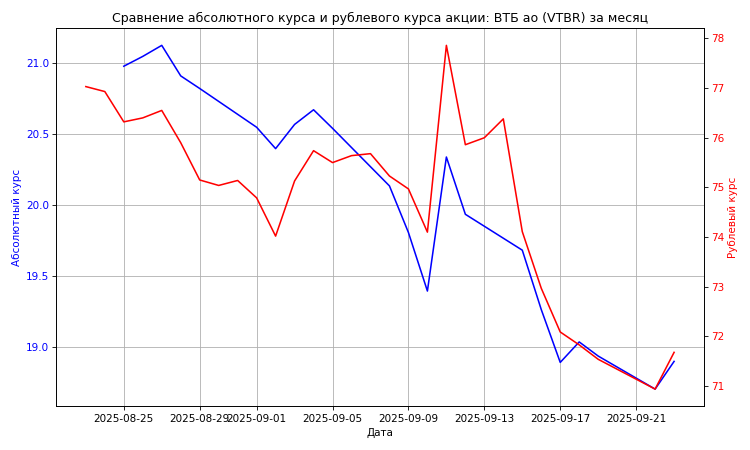 Сравнение абсолютного курса и рублевого курса акции: ВТБ ао (VTBR) за месяц
78
21.0
77
20.5
76
75
20.0
74
19.5
73
72
19.0
71
Абсолютный курс
Рублевый курс
2025-08-25 2025-08-29 2025-09-01 2025-09-05 2025-09-09 2025-09-13 2025-09-17 2025-09-21
Дата